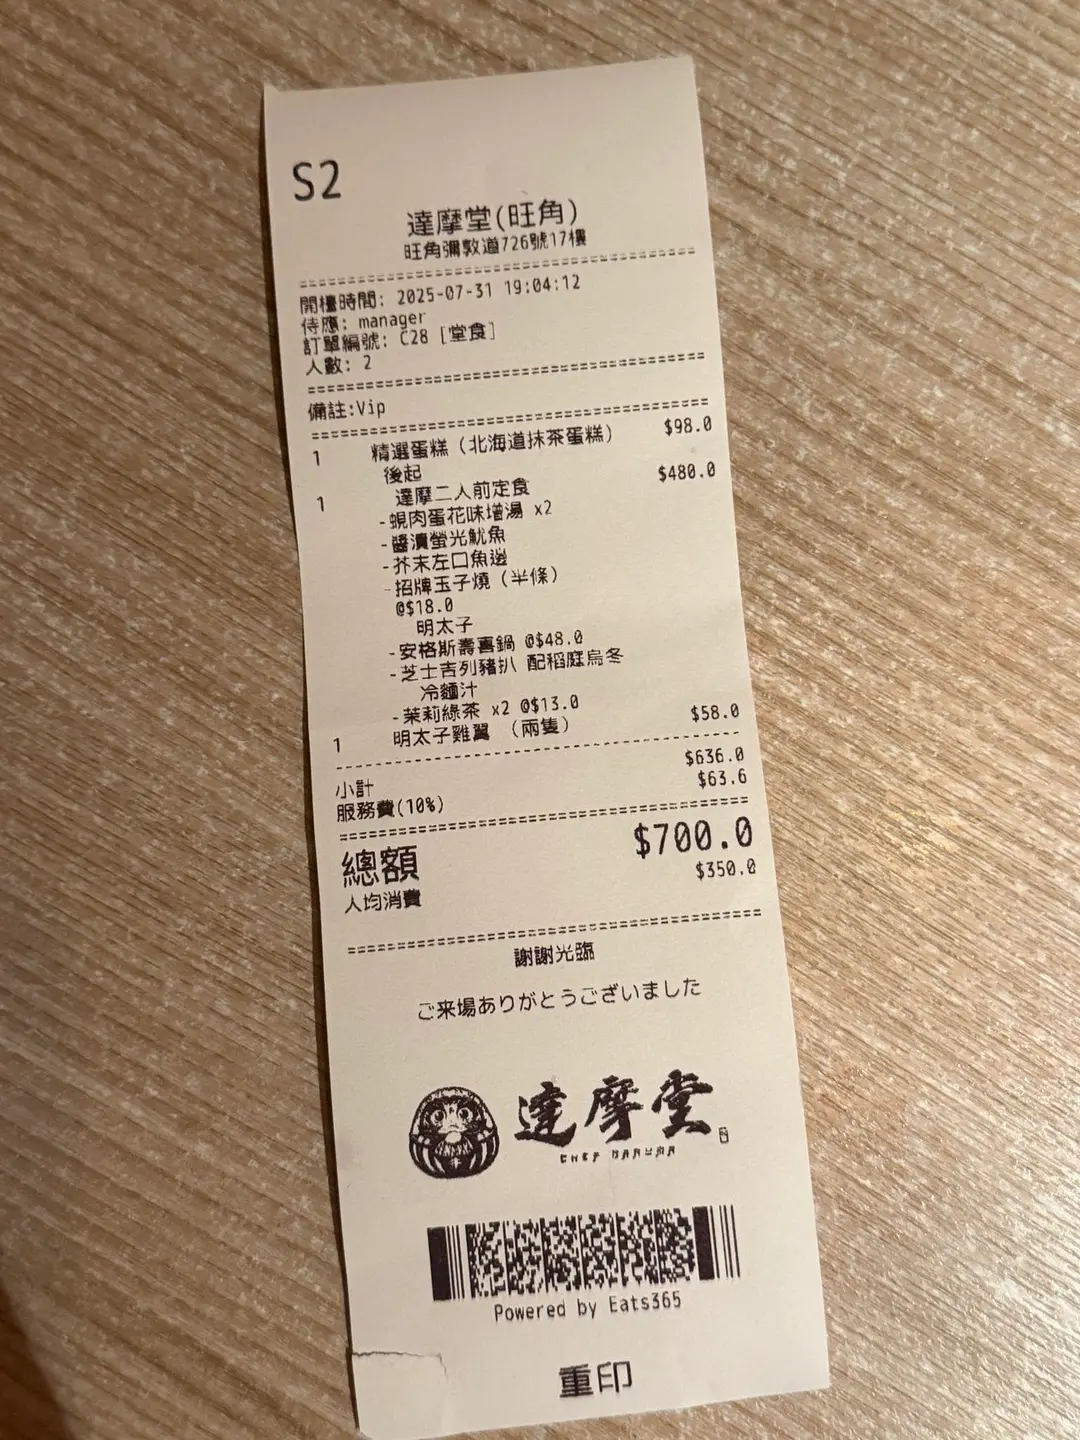 S2
達摩堂(旺角)
旺角彌敦道726號17樓
開檯時間: 2025-07-31 19:04:12
侍應: manager
訂單編號: C28 [堂食]
人數: 2
備註:Vip
1 精選蛋糕 (北海道抹茶蛋糕) $98.0
後起
1 達摩二人前定食 $480.0
-蜆肉蛋花味增湯 x2
-醬漬螢光魷魚
-芥末左口魚邊
-招牌玉子燒 (半條)
@$18.0
明太子
-安格斯壽喜鍋 @$48.0
-芝士吉列豬扒 配稻庭烏冬
冷麵汁
-茉莉綠茶 x2 @$13.0
1 明太子雞翼 (兩隻) $58.0
小計 $636.0
服務費(10%) $63.6
總額 $700.0
人均消費 $350.0
謝謝光臨
ご来場ありがとうございました
達摩堂
CHEF DARUMA
Powered by Eats365
重印